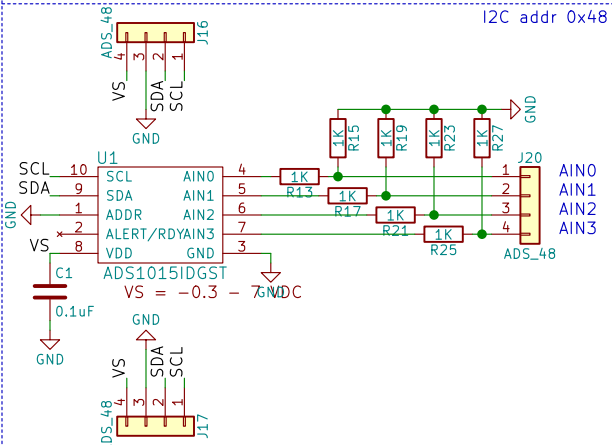 I2C addr 0x48
ADS_48
J16
4
3
2
1
VS
SDA
SCL
GND
GND
1K
R15
1K
R19
1K
R23
1K
R27
J20
U1
SCL 10 SCL AIN0 4 1K R13 1 AIN0
SDA 9 SDA AIN1 5 1K R17 2 AIN1
GND 1 ADDR AIN2 6 1K R21 3 AIN2
2 ALERT/RDY AIN3 7 1K R25 4 AIN3
VS 8 VDD GND 3
ADS_48
ADS1015IDGST
C1
0.1uF
GND
VS = -0.3 - 7 VDC
GND
GND
VS
SDA
SCL
4
3
2
1
DS_48
J17